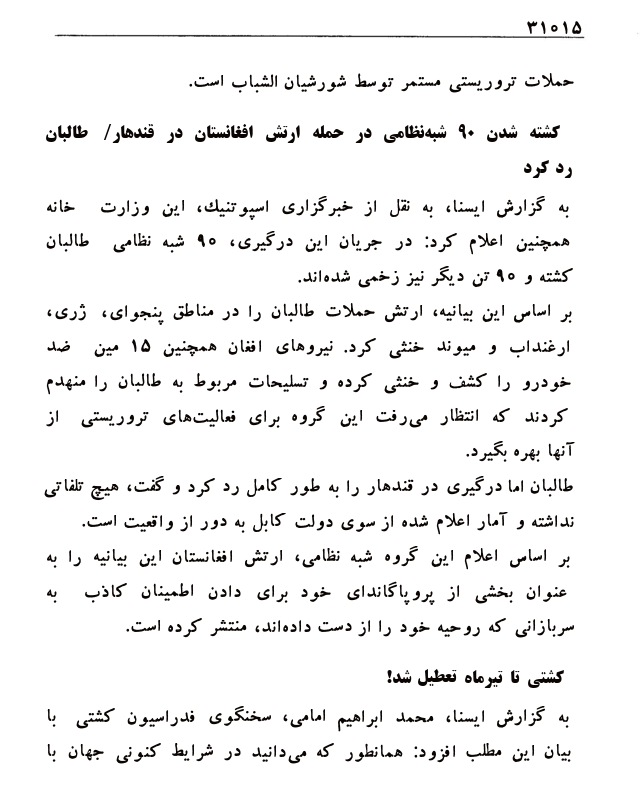 ۳۱۰۱۵
حملات تروریستی مستمر توسط شورشیان الشباب است.
کشته شدن ۹۰ شبه‌نظامی در حمله ارتش افغانستان در قندهار/ طالبان
رد کرد
به گزارش ایسنا، به نقل از خبرگزاری اسپوتنیك، این وزارت خانه
همچنین اعلام کرد: در جریان این درگیری، ۹۰ شبه نظامی طالبان
کشته و ۹۰ تن دیگر نیز زخمی شده‌اند.
بر اساس این بیانیه، ارتش حملات طالبان را در مناطق پنجوای، ژری،
ارغنداب و میوند خنثی کرد. نیروهای افغان همچنین ۱۵ مین ضد
خودرو را کشف و خنثی کرده و تسلیحات مربوط به طالبان را منهدم
کردند که انتظار می‌رفت این گروه برای فعالیت‌های تروریستی از
آنها بهره بگیرد.
طالبان اما درگیری در قندهار را به طور کامل رد کرد و گفت، هیچ تلفاتی
نداشته و آمار اعلام شده از سوی دولت کابل به دور از واقعیت است.
بر اساس اعلام این گروه شبه نظامی، ارتش افغانستان این بیانیه را به
عنوان بخشی از پروپاگاندای خود برای دادن اطمینان کاذب به
سربازانی که روحیه خود را از دست داده‌اند، منتشر کرده است.
کشتی تا تیرماه تعطیل شد!
به گزارش ایسنا، محمد ابراهیم امامی، سخنگوی فدراسیون کشتی با
بیان این مطلب افزود: همانطور که می‌دانید در شرایط کنونی جهان با